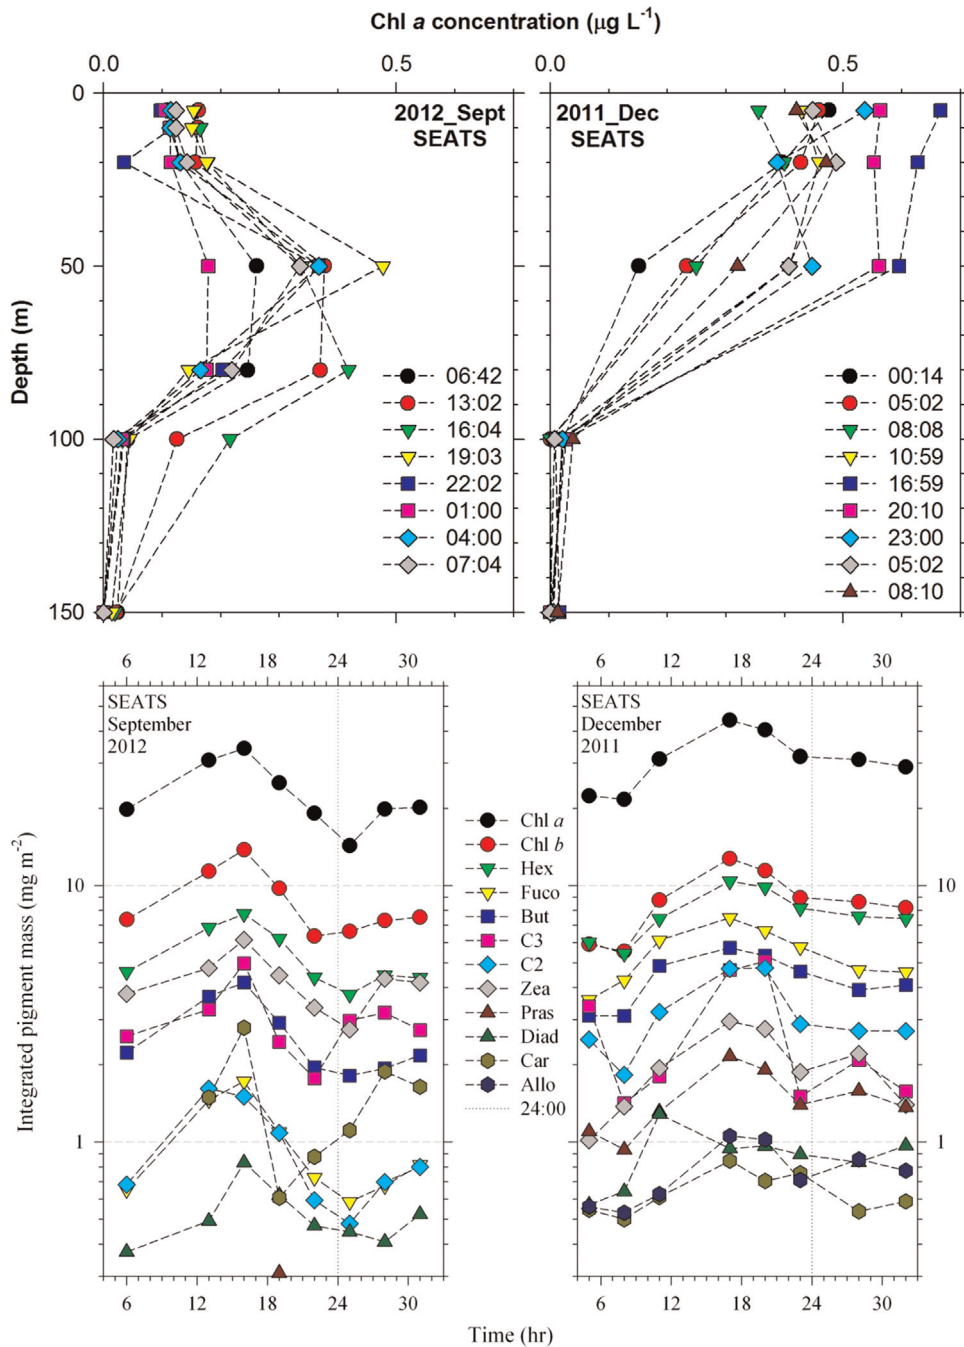 Chl a concentration (µg L-1)
0.0 0.5 0.0 0.5
0
50
100
150
Depth (m)
2012_Sept
SEATS
06:42
13:02
16:04
19:03
22:02
01:00
04:00
07:04
2011_Dec
SEATS
00:14
05:02
08:08
10:59
16:59
20:10
23:00
05:02
08:10
6 12 18 24 30 6 12 18 24 30
SEATS
September
2012
SEATS
December
2011
Integrated pigment mass (mg m-2)
10
1
Chl a
Chl b
Hex
Fuco
But
C3
C2
Zea
Pras
Diad
Car
Allo
24:00
10
1
6 12 18 24 30 6 12 18 24 30
Time (hr)